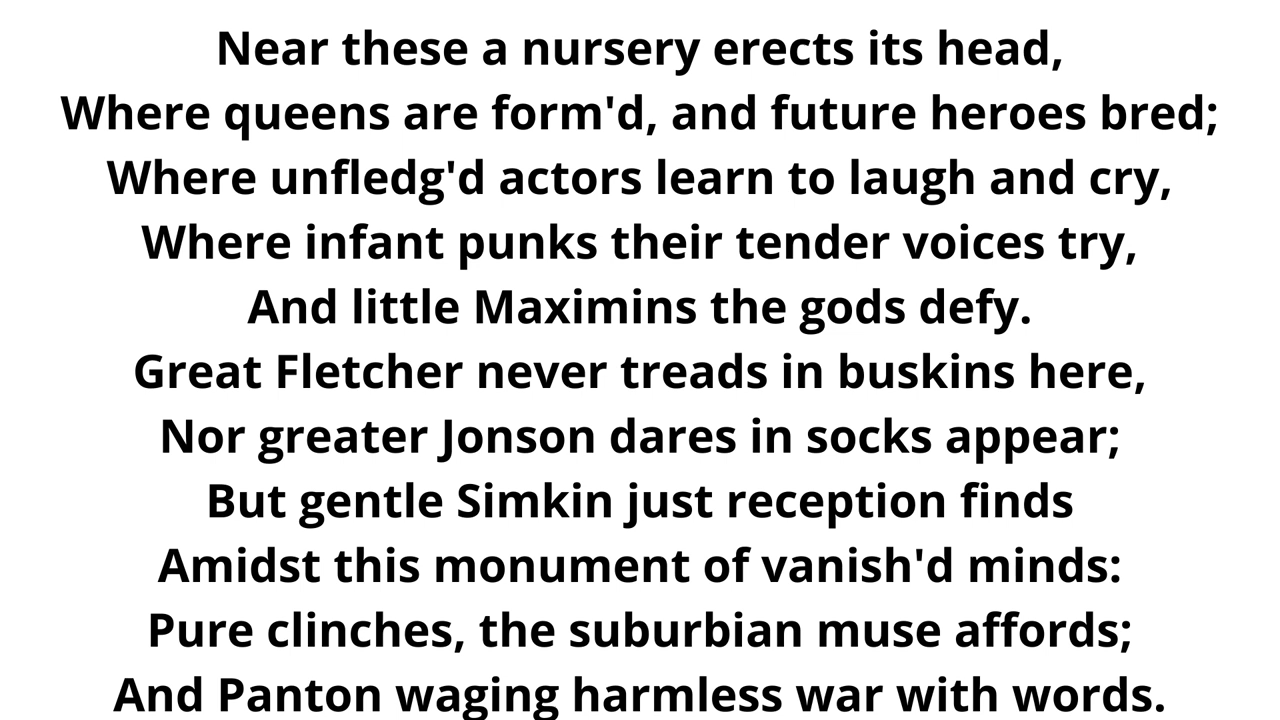 Near these a nursery erects its head,
Where queens are form'd, and future heroes bred;
Where unfledg'd actors learn to laugh and cry,
Where infant punks their tender voices try,
And little Maximins the gods defy.
Great Fletcher never treads in buskins here,
Nor greater Jonson dares in socks appear;
But gentle Simkin just reception finds
Amidst this monument of vanish'd minds:
Pure clinches, the suburbian muse affords;
And Panton waging harmless war with words.